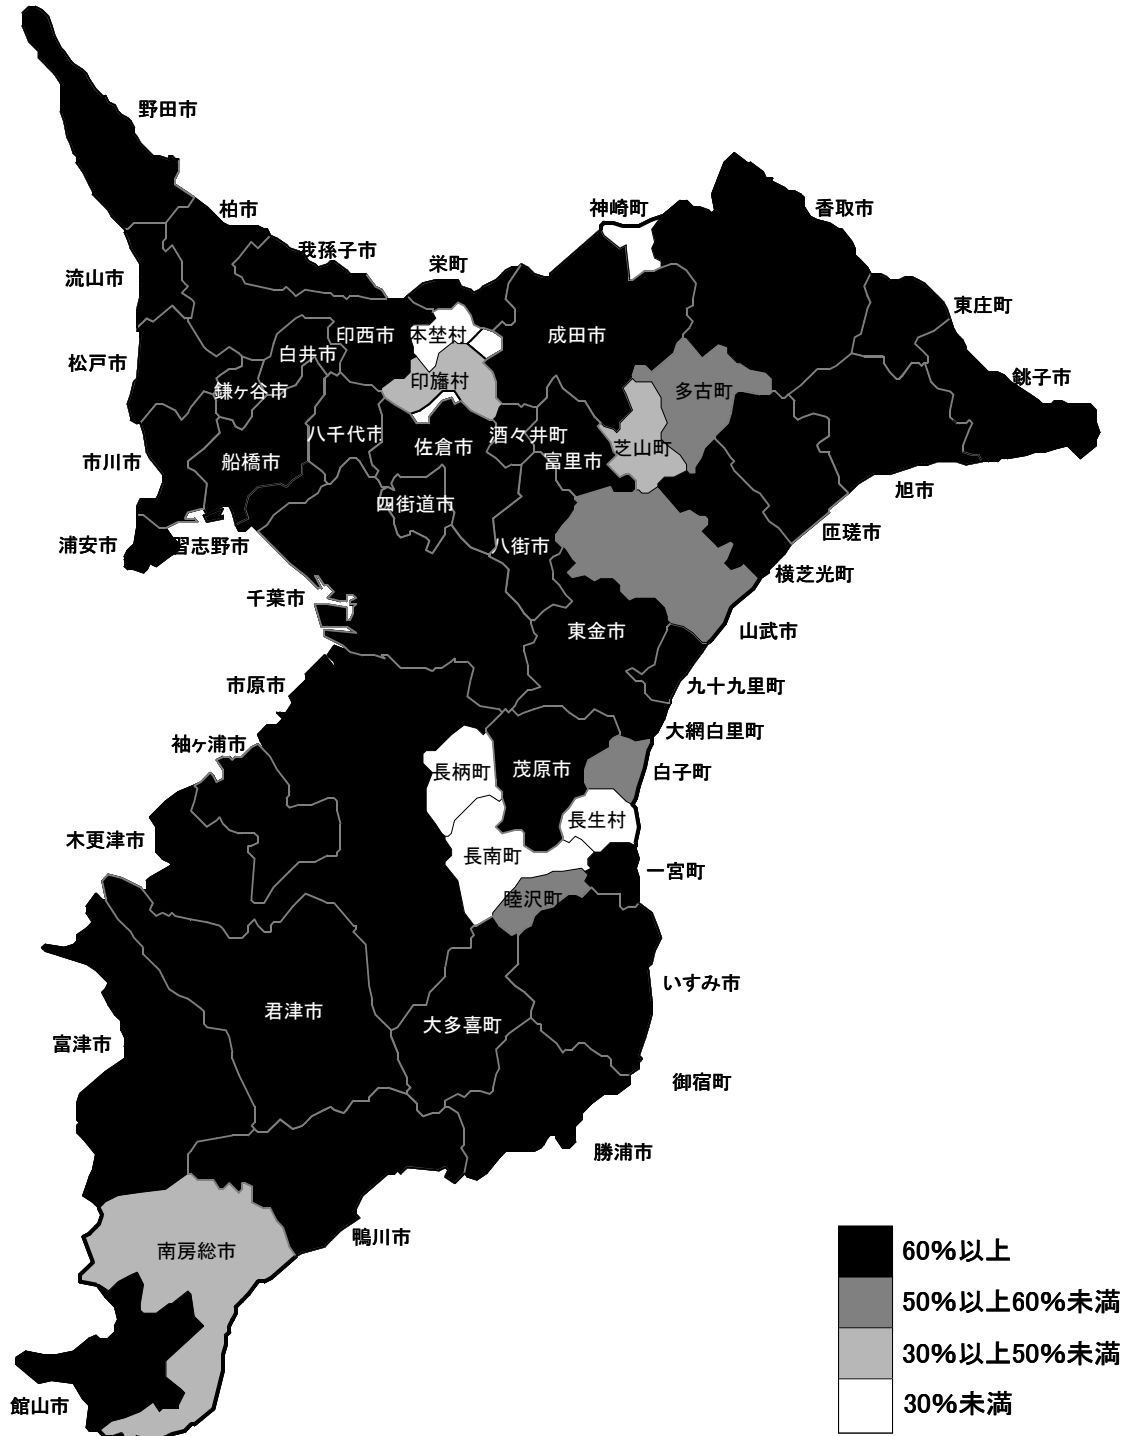 野田市
柏市
我孫子市
流山市
栄町
神崎町
香取市
東庄町
銚子市
印西市
本埜村
成田市
松戸市
白井市
鎌ヶ谷市
印旛村
多古町
八千代市
佐倉市
酒々井町
富里市
芝山町
市川市
船橋市
四街道市
旭市
匝瑳市
浦安市
習志野市
八街市
横芝光町
千葉市
東金市
山武市
市原市
九十九里町
袖ヶ浦市
大網白里町
長柄町
茂原市
白子町
木更津市
長生村
長南町
一宮町
睦沢町
いすみ市
君津市
大多喜町
富津市
御宿町
勝浦市
鴨川市
南房総市
館山市
60%以上
50%以上60%未満
30%以上50%未満
30%未満